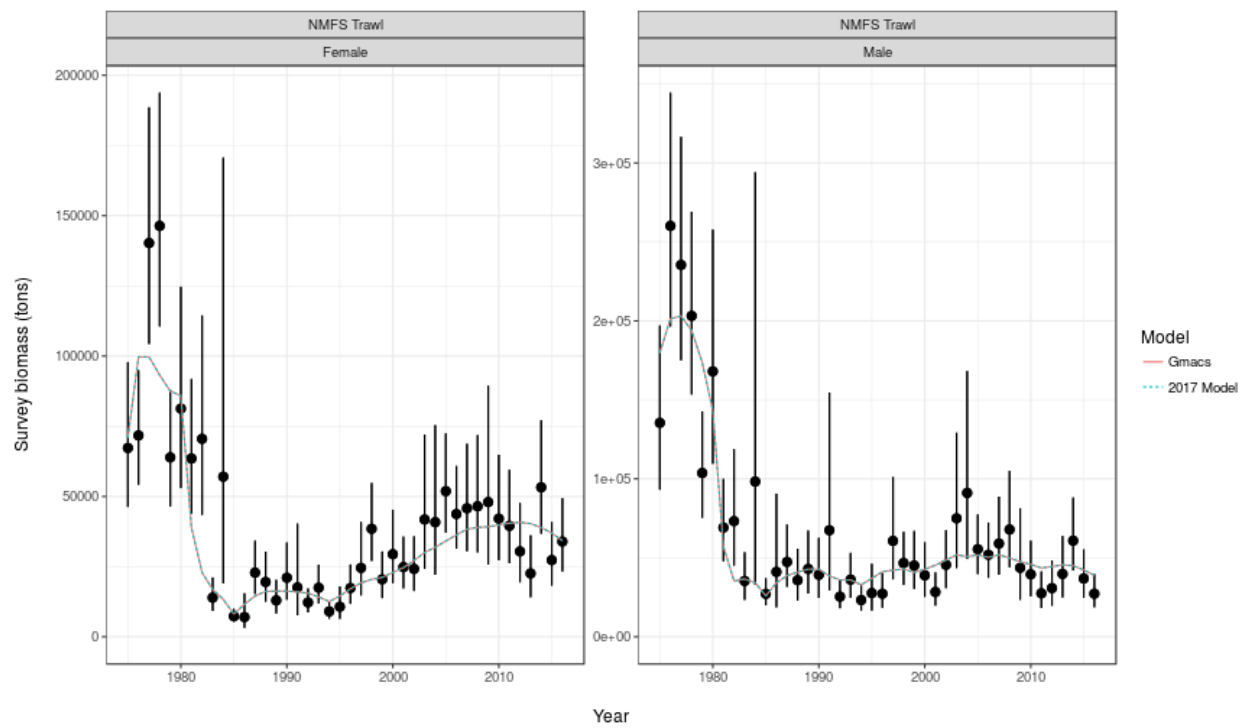 NMFS Trawl
NMFS Trawl
Female
Male
Survey biomass (tons)
200000
150000
100000
50000
0
3e+05
2e+05
1e+05
0e+00
1980
1990
2000
2010
1980
1990
2000
2010
Year
Model
Gmacs
2017 Model